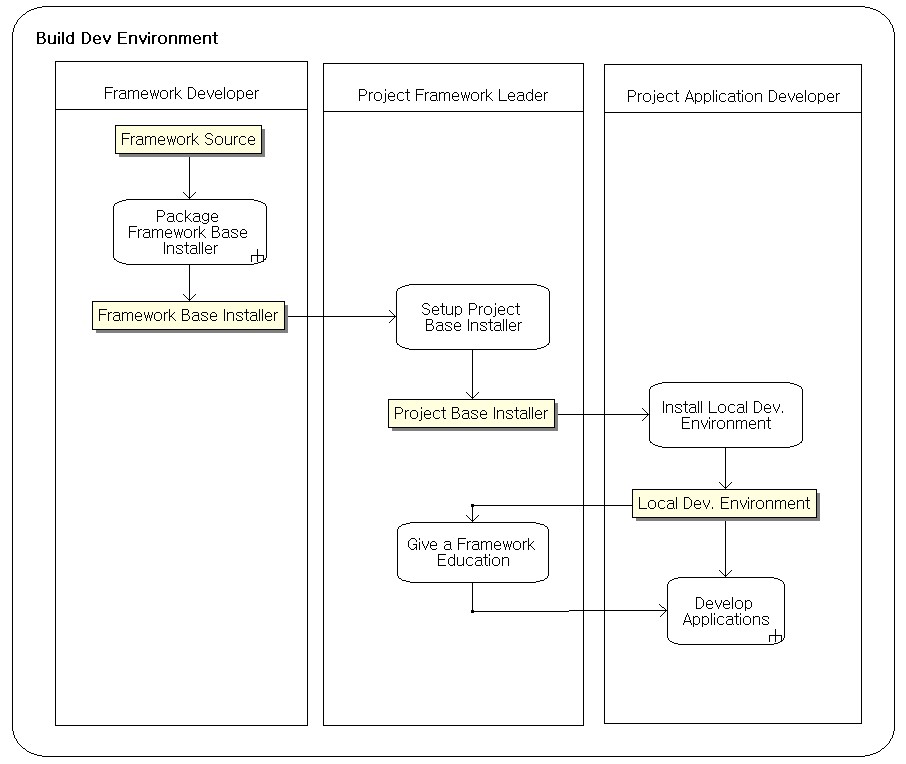 Build Dev Environment
Framework Developer
Project Framework Leader
Project Application Developer
Framework Source
Package
Framework Base
Installer
Framework Base Installer
Setup Project
Base Installer
Project Base Installer
Install Local Dev.
Environment
Local Dev. Environment
Give a Framework
Education
Develop
Applications